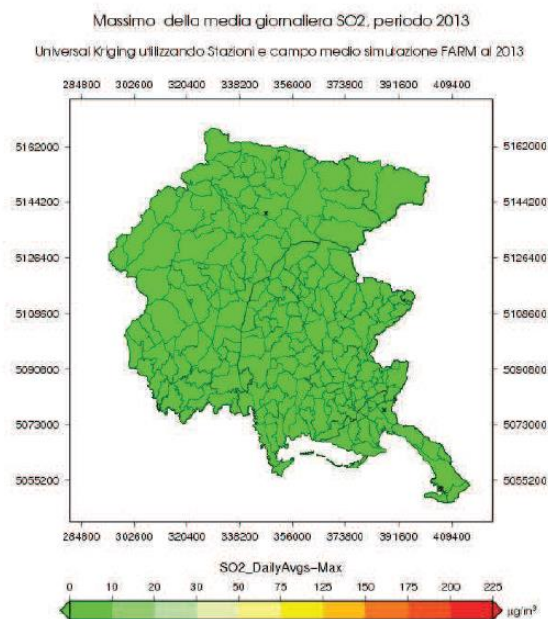 Massimo della media giornaliera SO2, periodo 2013
Universal Kriging utilizzando Stazioni e campo medio simulazione FARM al 2013
284800 302600 320400 338200 356000 373800 391600 409400
5162000 5162000
5144200 5144200
5126400 5126400
5108600 5108600
5090800 5090800
5073000 5073000
5055200 5055200
284800 302600 320400 338200 356000 373800 391600 409400
SO2_DailyAvgs-Max
0 10 20 30 50 75 125 150 175 200 225
µg/m³